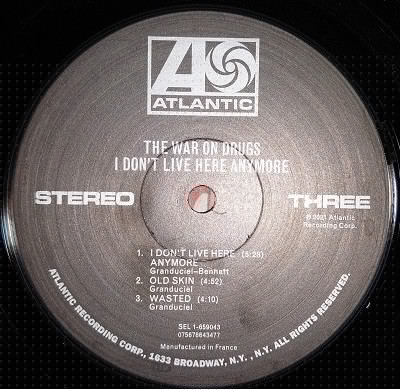 ATLANTIC
THE WAR ON DRUGS
I DON'T LIVE HERE ANYMORE
STEREO
THREE
℗ 2021 Atlantic
Recording Corp.
1. I DON'T LIVE HERE (5:28)
ANYMORE
Granduciel-Benhatt
2. OLD SKIN (4:52)
Granduciel
3. WASTED (4:10)
Granduciel
SEL 1-659043
075678643477
Manufactured in France
ATLANTIC RECORDING CORP., 1633 BROADWAY, N.Y., N.Y. ALL RIGHTS RESERVED.